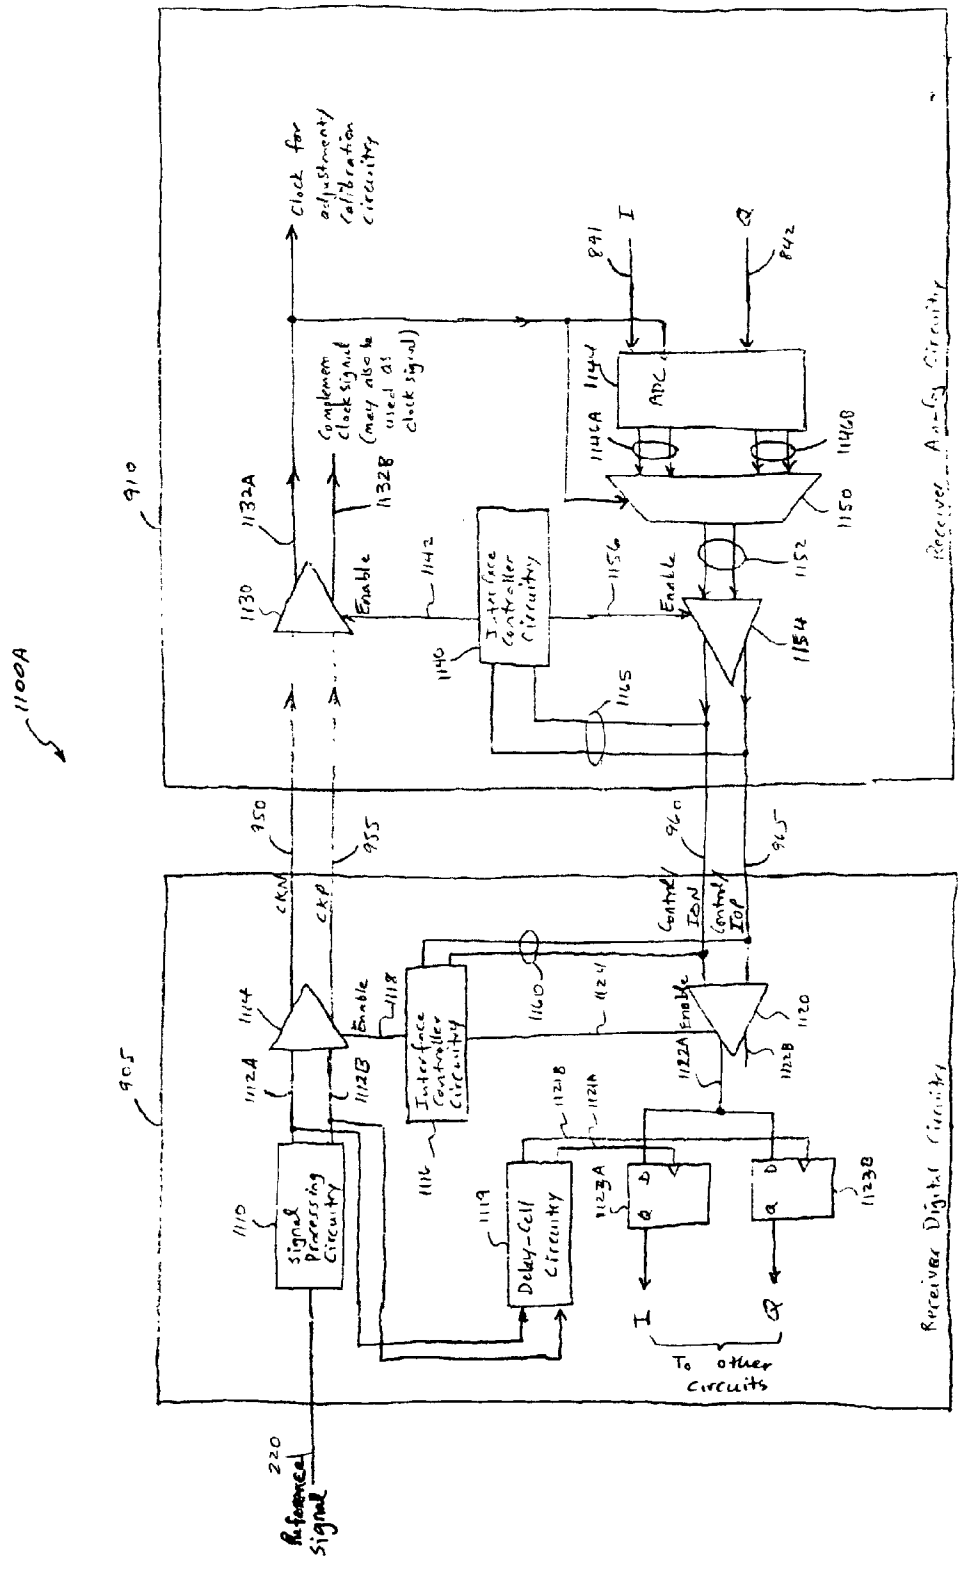 1100A
905
910
Reference
Signal
220
1110
Signal
Processing
Circuitry
1112A
1112B
1114
Enable
1118
CKN
CKP
950
955
1116
Interface
Controller
Circuitry
1160
1124
1119
Delay-Cell
Circuitry
1121B
1121A
1123A
Q
D
Q
D
1123B
I
Q
To other
circuits
1122A
Enable
1122B
1120
Control/
ION
Control/
IOP
960
965
Receiver Digital Circuitry
1130
1132A
1132B
Enable
1142
Clock for
adjustment/
calibration
circuitry
Complement
clock signal
(may also be
used as
clock signal)
1140
Interface
Controller
Circuitry
1156
1165
Enable
1154
1152
1150
1146A
1146B
1144
ADC
841
I
842
Q
Receiver Analog Circuitry